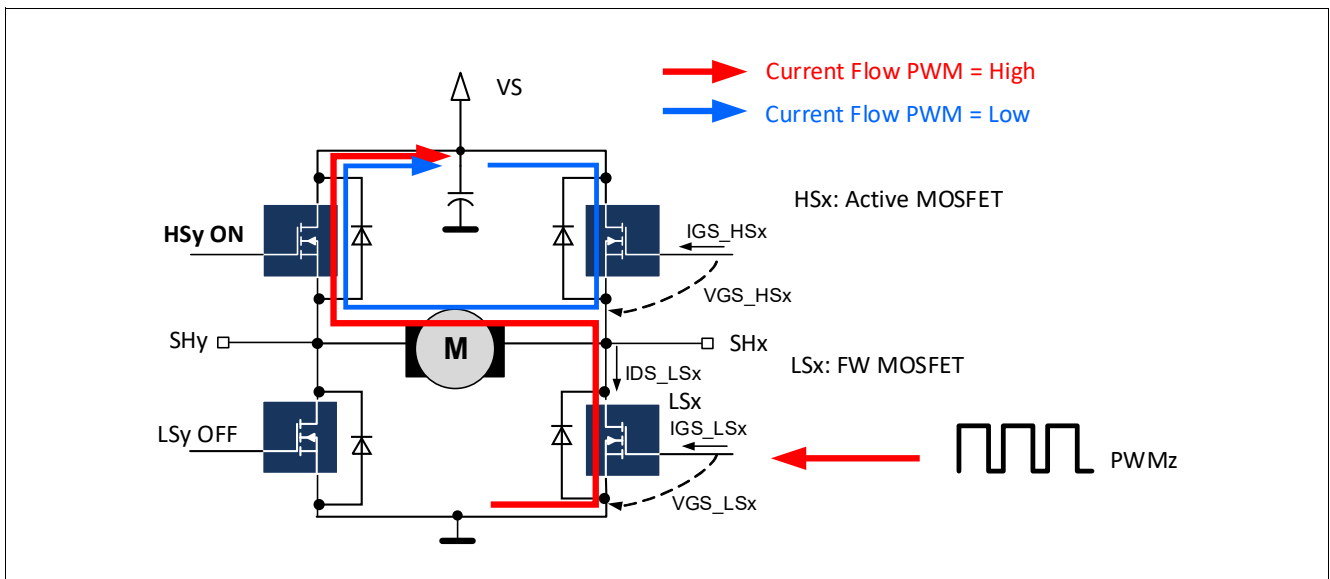 VS
Current Flow PWM = High
Current Flow PWM = Low
HSx: Active MOSFET
HSy ON
IGS_HSx
VGS_HSx
SHy
M
SHx
LSx: FW MOSFET
IDS_LSx
LSx
LSy OFF
IGS_LSx
PWMz
VGS_LSx